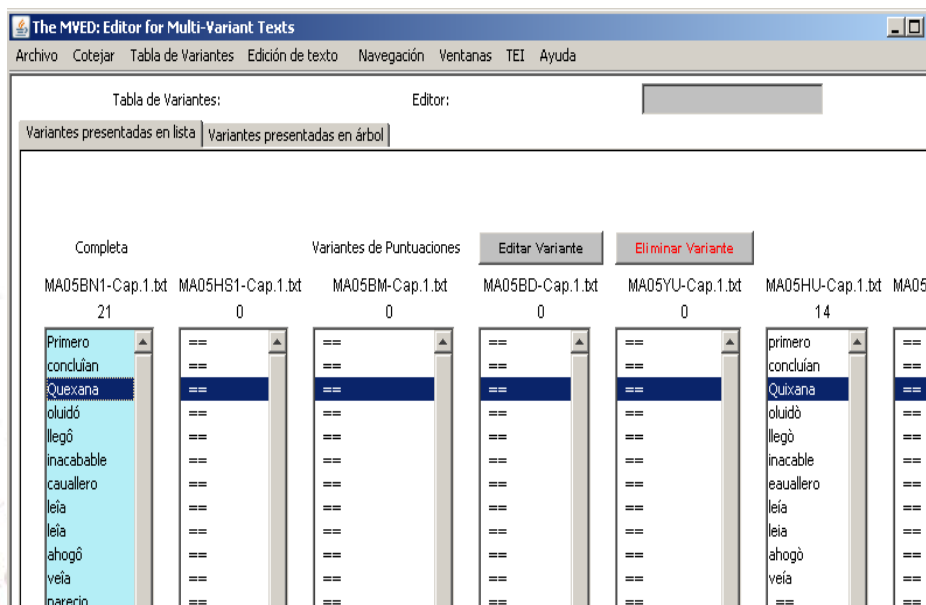 The MVED: Editor for Multi-Variant Texts
Archivo Cotejar Tabla de Variantes Edición de texto Navegación Ventanas TEI Ayuda
Tabla de Variantes: Editor:
Variantes presentadas en lista Variantes presentadas en árbol
Completa Variantes de Puntuaciones Editar Variante Eliminar Variante
MA05BN1-Cap.1.txt MA05HS1-Cap.1.txt MA05BM-Cap.1.txt MA05BD-Cap.1.txt MA05YU-Cap.1.txt MA05HU-Cap.1.txt MA05
21 0 0 0 0 14
Primero == == == == primero ==
concluîan == == == == concluían ==
Quexana == == == == Quixana ==
oluidó == == == == oluidò ==
llegô == == == == llegò ==
inacabable == == == == inacable ==
cauallero == == == == eauallero ==
leîa == == == == leía ==
leîa == == == == leia ==
ahogô == == == == ahogò ==
veîa == == == == veía ==
parecio == == == == == ==